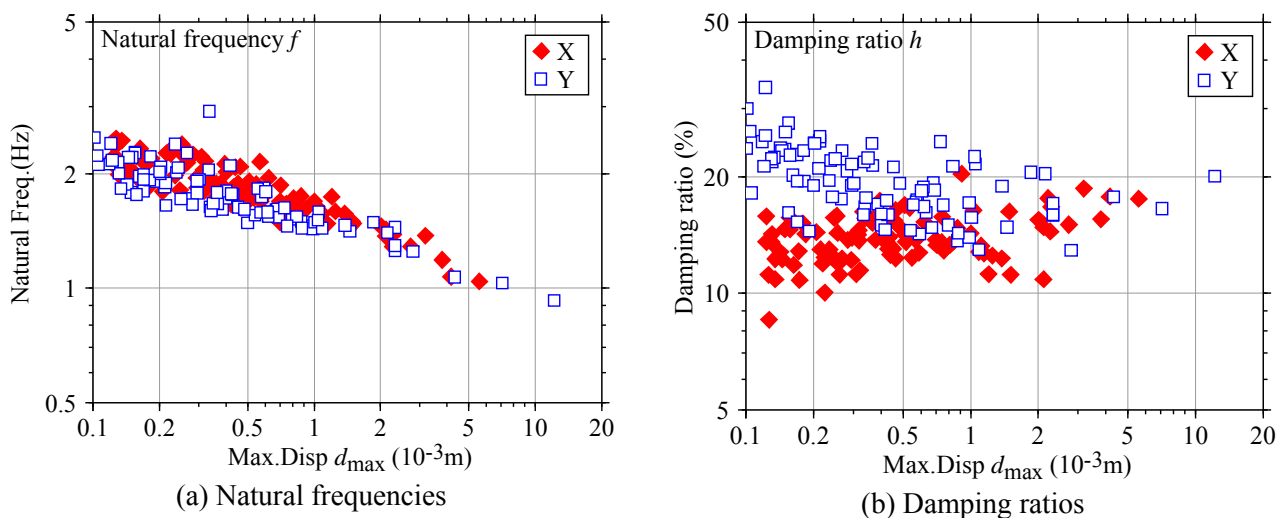 Natural frequency f
X
Y
5
2
1
0.5
Natural Freq.(Hz)
0.1 0.2 0.5 1 2 5 10 20
Max.Disp dmax (10-3m)
(a) Natural frequencies
Damping ratio h
X
Y
50
20
10
5
Damping ratio (%)
0.1 0.2 0.5 1 2 5 10 20
Max.Disp dmax (10-3m)
(b) Damping ratios